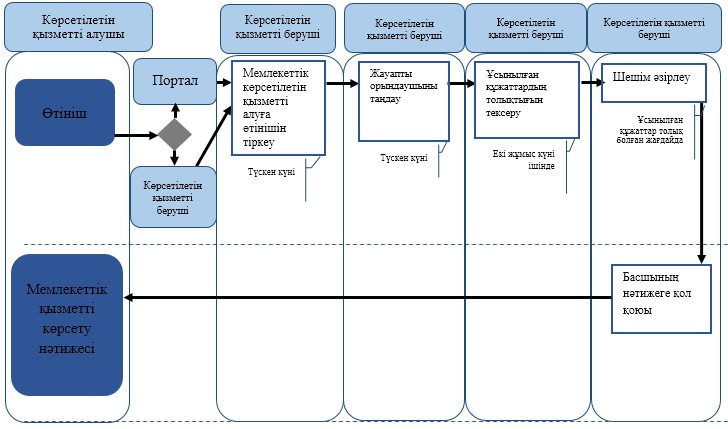 Көрсетілетін
қызметті алушы
Көрсетілетін
қызметті беруші
Көрсетілетін
қызметті беруші
Көрсетілетін
қызметті беруші
Көрсетілетін қызметті
беруші
Өтініш
Портал
Көрсетілетін
қызметті
беруші
Мемлекеттік
көрсетілетін
қызметті
алуға
өтінішін
тіркеу
Түскен күні
Жауапты
орындаушыны
таңдау
Түскен күні
Ұсынылған
құжаттардың
толықтығын
тексеру
Екі жұмыс күні
ішінде
Шешім әзірлеу
Ұсынылған
құжаттар толық
болған жағдайда
Мемлекеттік
қызметті
көрсету
нәтижесі
Басшының
нәтижеге қол
қоюы